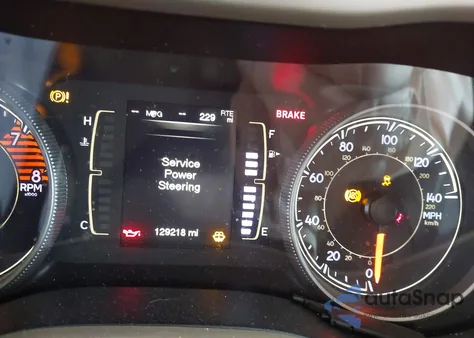 MPG -- 229 RTE mi
BRAKE
H
F
Service
Power
Steering
C
E
129218 mi
7
8
RPM
x1000
0
20
40
60
80
100
120
140
220
MPH
km/h
ABS
P
autoSnap